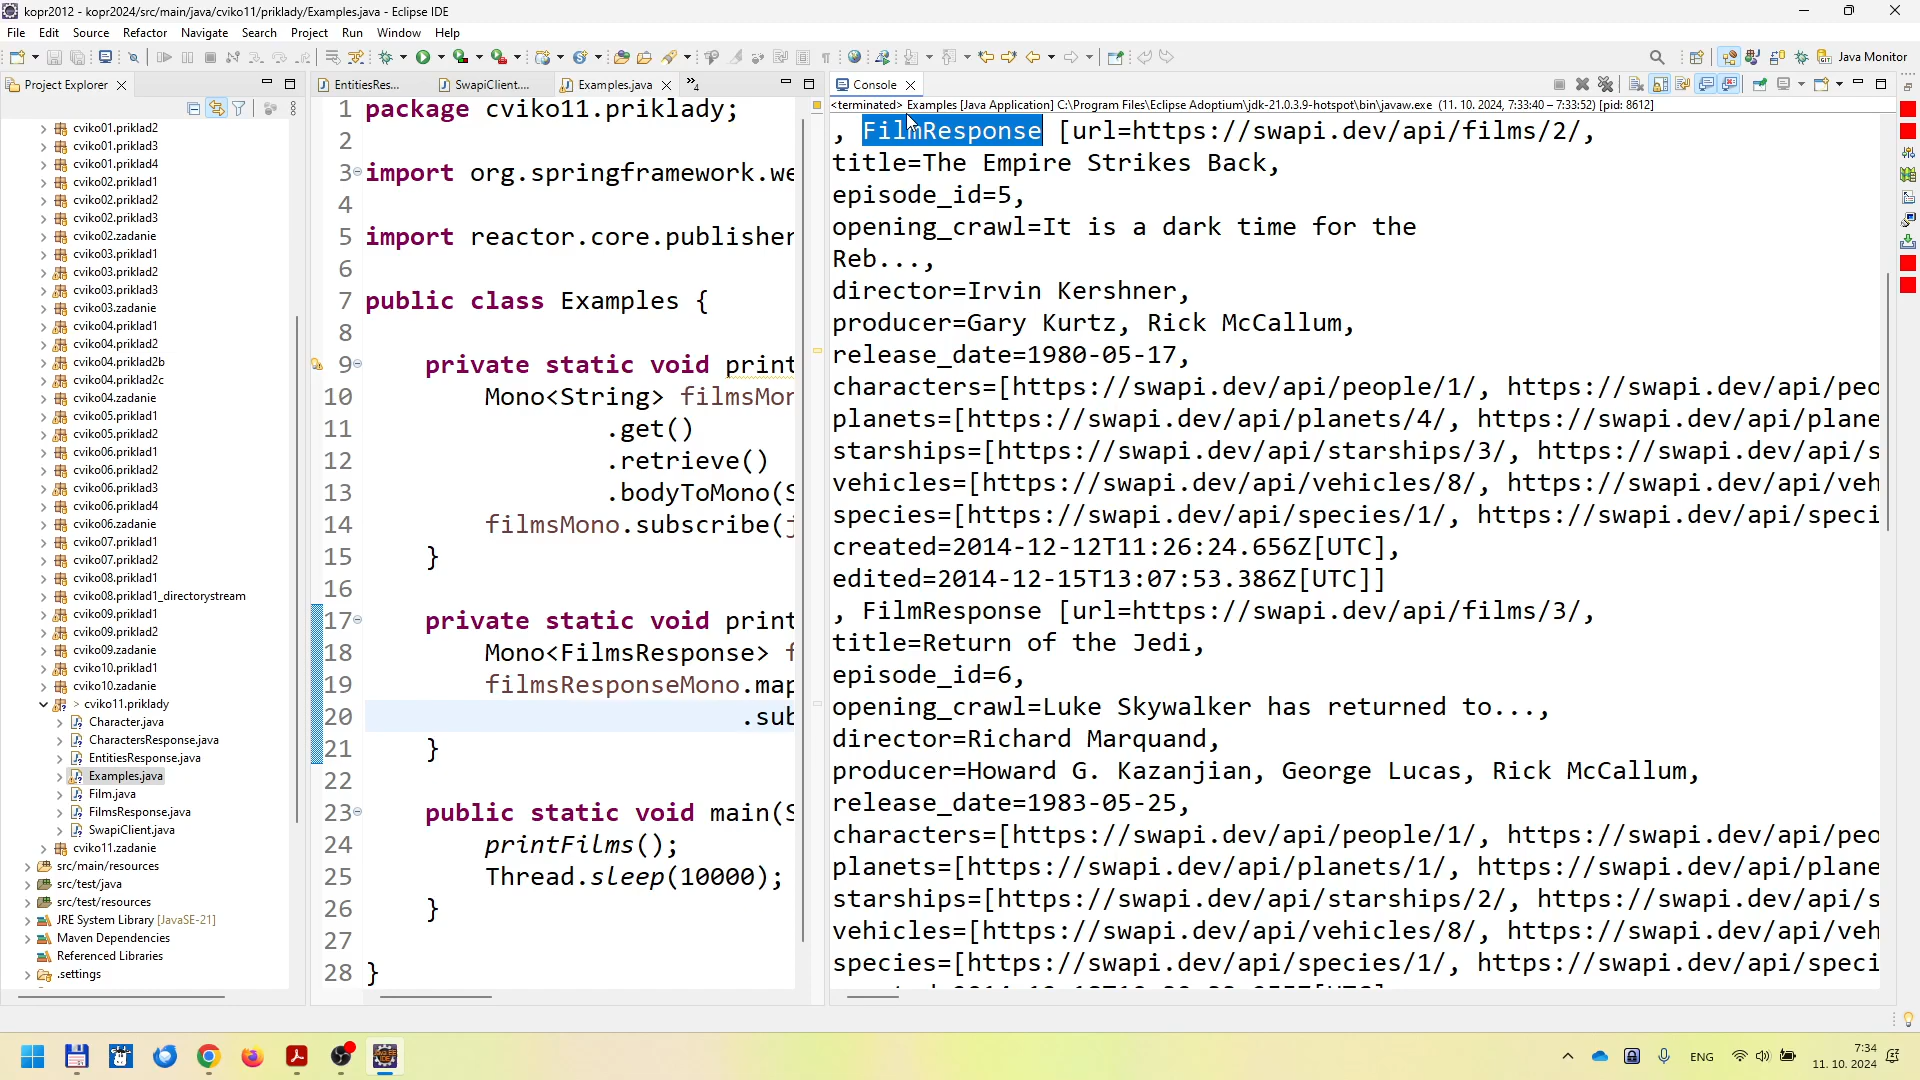 kopr2012 - kopr2024/src/main/java/cviko11/priklady/Examples.java - Eclipse IDE
File Edit Source Refactor Navigate Search Project Run Window Help
Java Monitor
Project Explorer
EntitiesRes... SwapiClient.... Examples.java »4
Console
<terminated> Examples [Java Application] C:\Program Files\Eclipse Adoptium\jdk-21.0.3.9-hotspot\bin\javaw.exe (11. 10. 2024, 7:33:40 – 7:33:52) [pid: 8612]
cviko01.priklad2
cviko01.priklad3
cviko01.priklad4
cviko02.priklad1
cviko02.priklad2
cviko02.priklad3
cviko02.zadanie
cviko03.priklad1
cviko03.priklad2
cviko03.priklad3
cviko03.zadanie
cviko04.priklad1
cviko04.priklad2
cviko04.priklad2b
cviko04.priklad2c
cviko04.zadanie
cviko05.priklad1
cviko05.priklad2
cviko06.priklad1
cviko06.priklad2
cviko06.priklad3
cviko06.priklad4
cviko06.zadanie
cviko07.priklad1
cviko07.priklad2
cviko08.priklad1
cviko08.priklad1_directorystream
cviko09.priklad1
cviko09.priklad2
cviko09.zadanie
cviko10.priklad1
cviko10.zadanie
> cviko11.priklady
Character.java
CharactersResponse.java
EntitiesResponse.java
Examples.java
Film.java
FilmsResponse.java
SwapiClient.java
cviko11.zadanie
src/main/resources
src/test/java
src/test/resources
JRE System Library [JavaSE-21]
Maven Dependencies
Referenced Libraries
.settings
1 package cviko11.priklady;
2
3 import org.springframework.we
4
5 import reactor.core.publisher
6
7 public class Examples {
8
9 private static void print
10 Mono<String> filmsMon
11 .get()
12 .retrieve()
13 .bodyToMono(S
14 filmsMono.subscribe(j
15 }
16
17 private static void print
18 Mono<FilmsResponse> f
19 filmsResponseMono.map
20 .sub
21 }
22
23 public static void main(S
24 printFilms();
25 Thread.sleep(10000);
26 }
27
28 }
, FilmResponse [url=https://swapi.dev/api/films/2/,
title=The Empire Strikes Back,
episode_id=5,
opening_crawl=It is a dark time for the
Reb...,
director=Irvin Kershner,
producer=Gary Kurtz, Rick McCallum,
release_date=1980-05-17,
characters=[https://swapi.dev/api/people/1/, https://swapi.dev/api/peo
planets=[https://swapi.dev/api/planets/4/, https://swapi.dev/api/plane
starships=[https://swapi.dev/api/starships/3/, https://swapi.dev/api/s
vehicles=[https://swapi.dev/api/vehicles/8/, https://swapi.dev/api/veh
species=[https://swapi.dev/api/species/1/, https://swapi.dev/api/speci
created=2014-12-12T11:26:24.656Z[UTC],
edited=2014-12-15T13:07:53.386Z[UTC]]
, FilmResponse [url=https://swapi.dev/api/films/3/,
title=Return of the Jedi,
episode_id=6,
opening_crawl=Luke Skywalker has returned to...,
director=Richard Marquand,
producer=Howard G. Kazanjian, George Lucas, Rick McCallum,
release_date=1983-05-25,
characters=[https://swapi.dev/api/people/1/, https://swapi.dev/api/peo
planets=[https://swapi.dev/api/planets/1/, https://swapi.dev/api/plane
starships=[https://swapi.dev/api/starships/2/, https://swapi.dev/api/s
vehicles=[https://swapi.dev/api/vehicles/8/, https://swapi.dev/api/veh
species=[https://swapi.dev/api/species/1/, https://swapi.dev/api/speci
ENG
7:34
11. 10. 2024